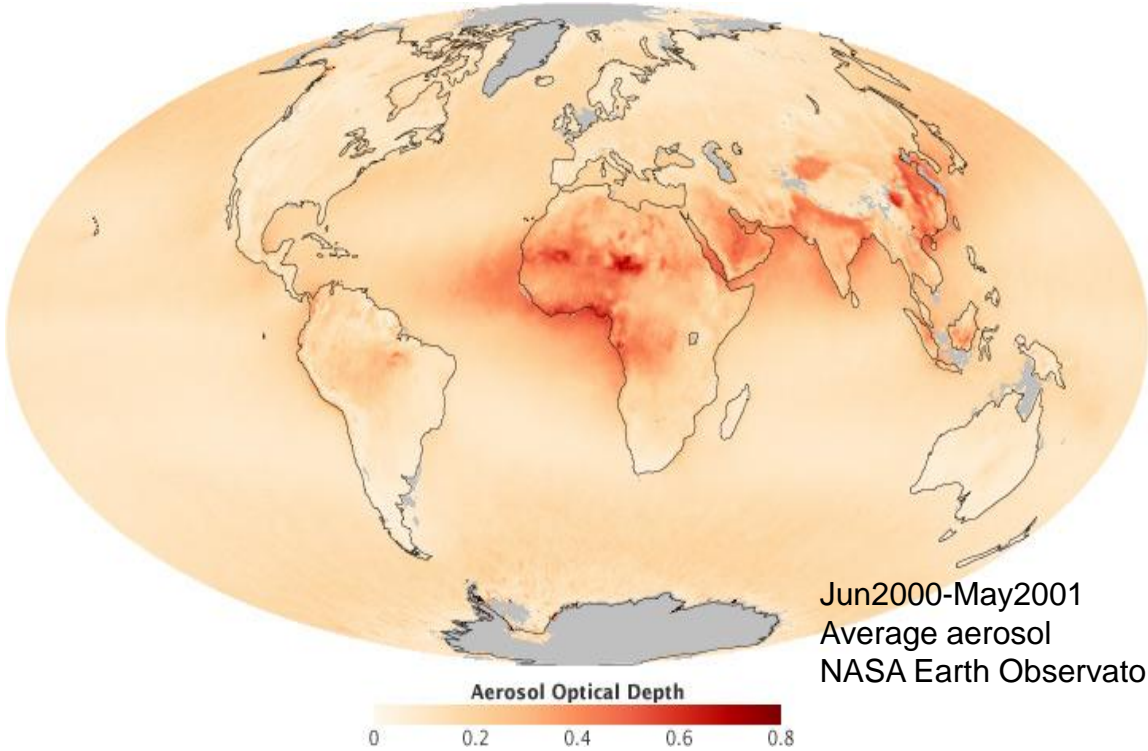 Jun2000-May2001
Average aerosol
NASA Earth Observato
Aerosol Optical Depth
0 0.2 0.4 0.6 0.8